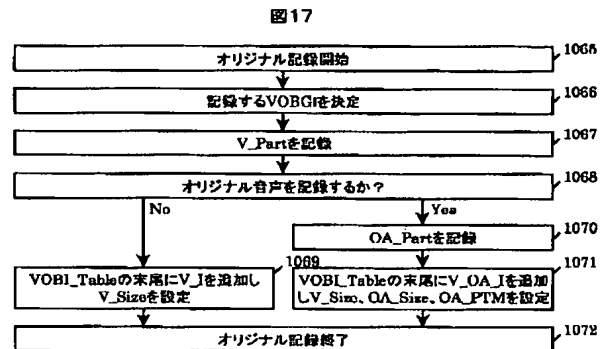 図17
オリジナル記録開始
1065
記録するVOBGIを決定
1066
V_Partを記録
1067
オリジナル音声を記録するか?
1068
No
Yes
OA_Partを記録
1070
VOBI_Tableの末尾にV_Iを追加し
V_Sizeを設定
1069
VOBI_Tableの末尾にV_OA_Iを追加
しV_Size、OA_Size、OA_PTMを設定
1071
オリジナル記録終了
1072